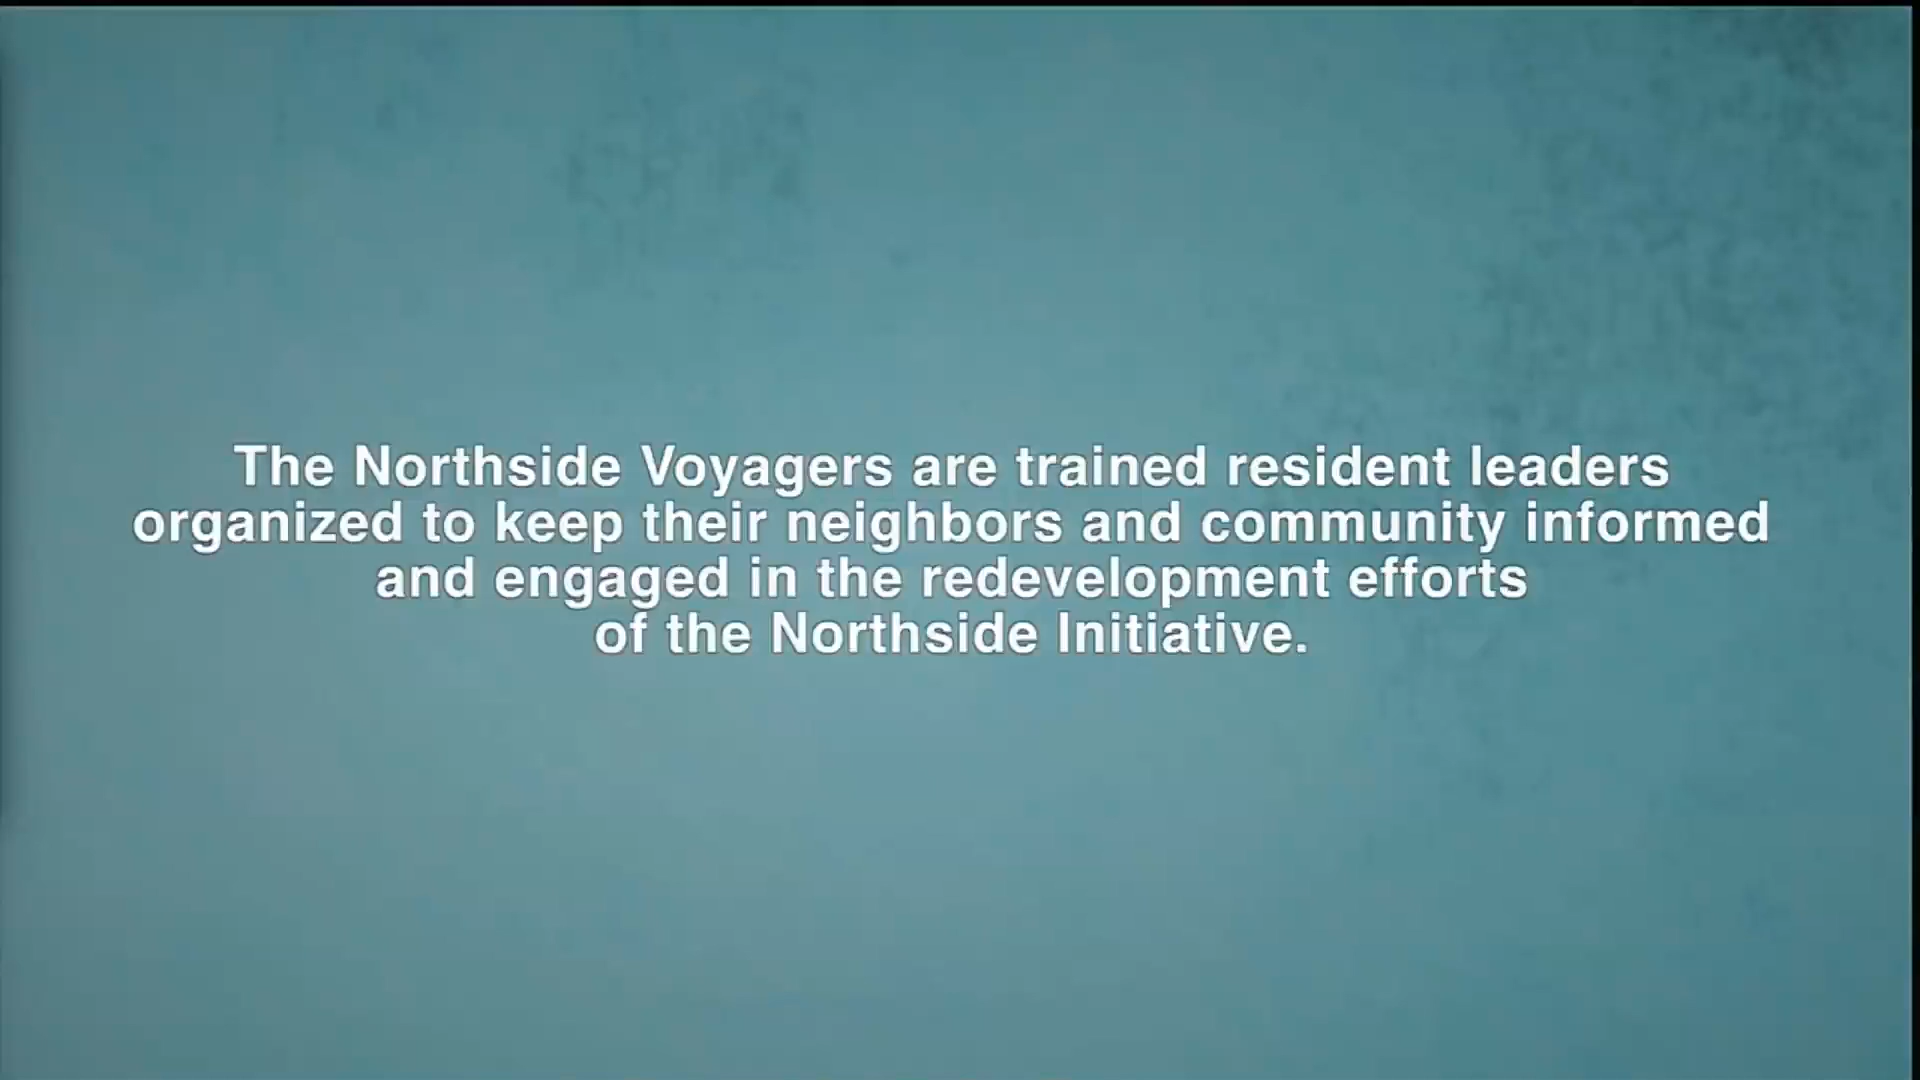 The Northside Voyagers are trained resident leaders
organized to keep their neighbors and community informed
and engaged in the redevelopment efforts
of the Northside Initiative.